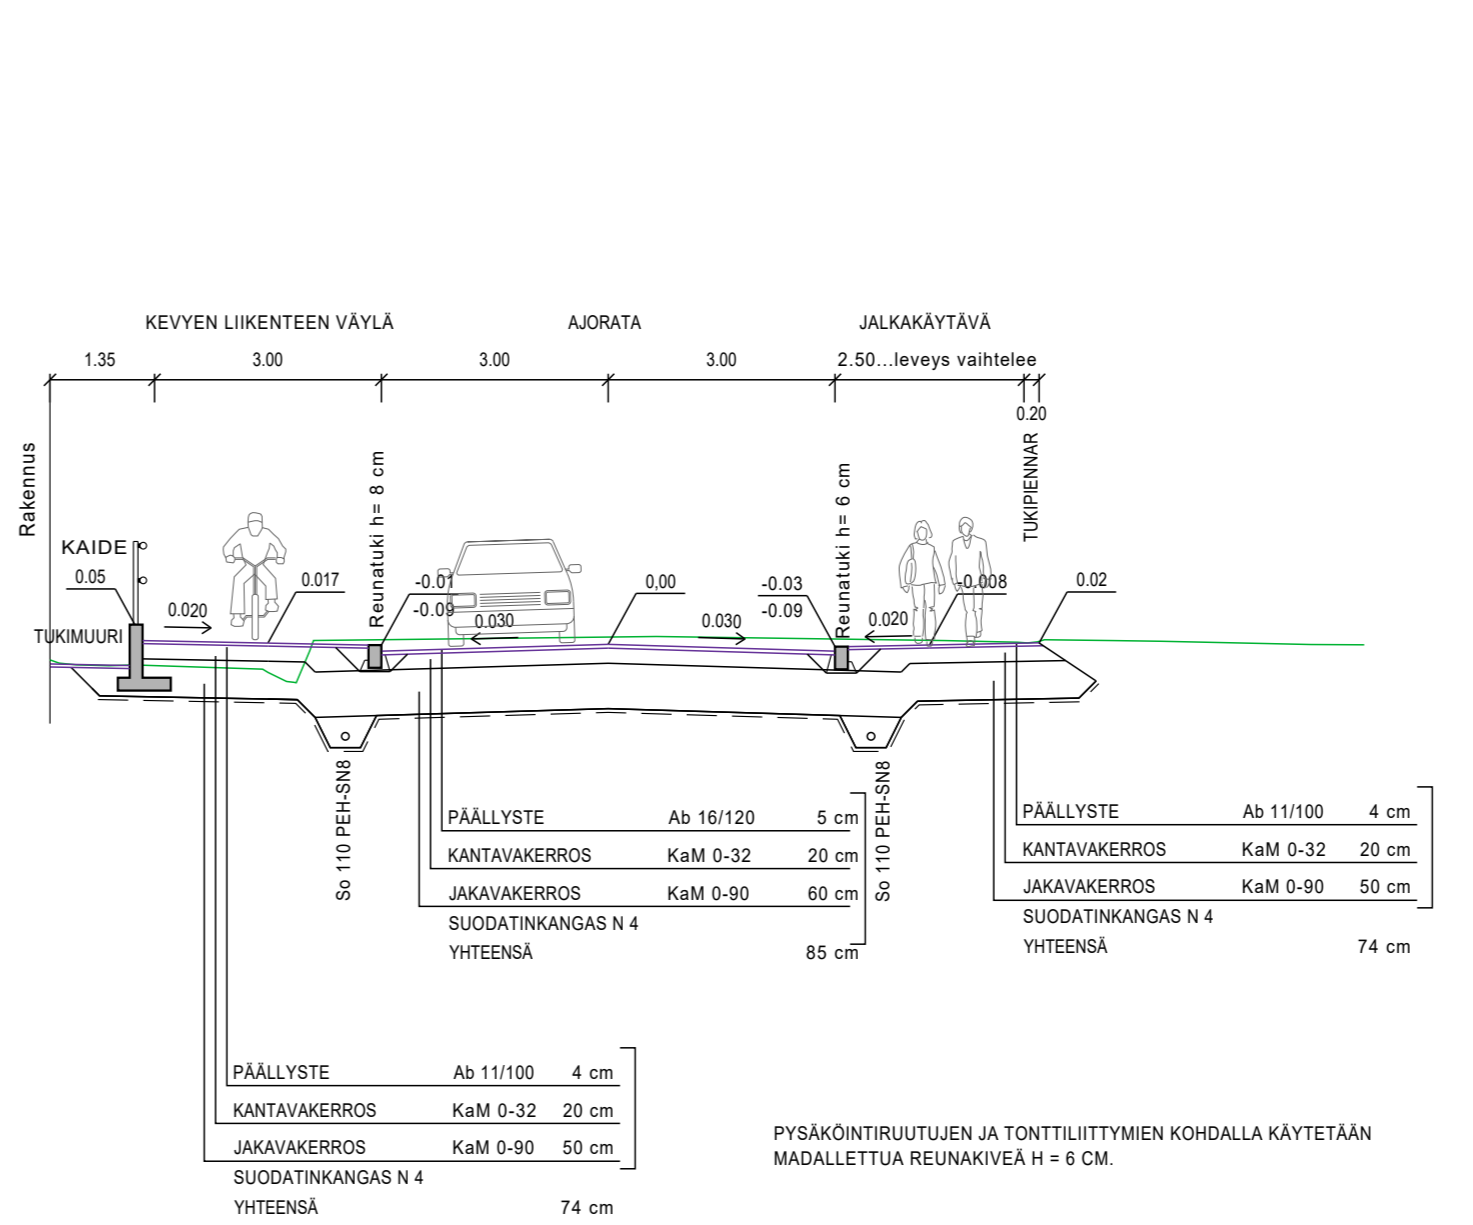 KEVYEN LIIKENTEEN VÄYLÄ AJORATA JALKAKÄYTÄVÄ
1.35 3.00 3.00 3.00 2.50...leveys vaihtelee
0.20
TUKIPIENNAR
Rakennus
Reunatuki h= 8 cm
Reunatuki h= 6 cm
KAIDE
0.05 0.017 -0.01 0,00 -0.03 -0.008 0.02
0.020 -0.09 0.030 0.030 -0.09 0.020
TUKIMUURI
So 110 PEH-SN8
So 110 PEH-SN8
PÄÄLLYSTE Ab 16/120 5 cm
KANTAVAKERROS KaM 0-32 20 cm
JAKAVAKERROS KaM 0-90 60 cm
SUODATINKANGAS N 4
YHTEENSÄ 85 cm
PÄÄLLYSTE Ab 11/100 4 cm
KANTAVAKERROS KaM 0-32 20 cm
JAKAVAKERROS KaM 0-90 50 cm
SUODATINKANGAS N 4
YHTEENSÄ 74 cm
PÄÄLLYSTE Ab 11/100 4 cm
KANTAVAKERROS KaM 0-32 20 cm
JAKAVAKERROS KaM 0-90 50 cm
SUODATINKANGAS N 4
YHTEENSÄ 74 cm
PYSÄKÖINTIRUUTUJEN JA TONTTILIITTYMIEN KOHDALLA KÄYTETÄÄN
MADALLETTUA REUNAKIVEÄ H = 6 CM.